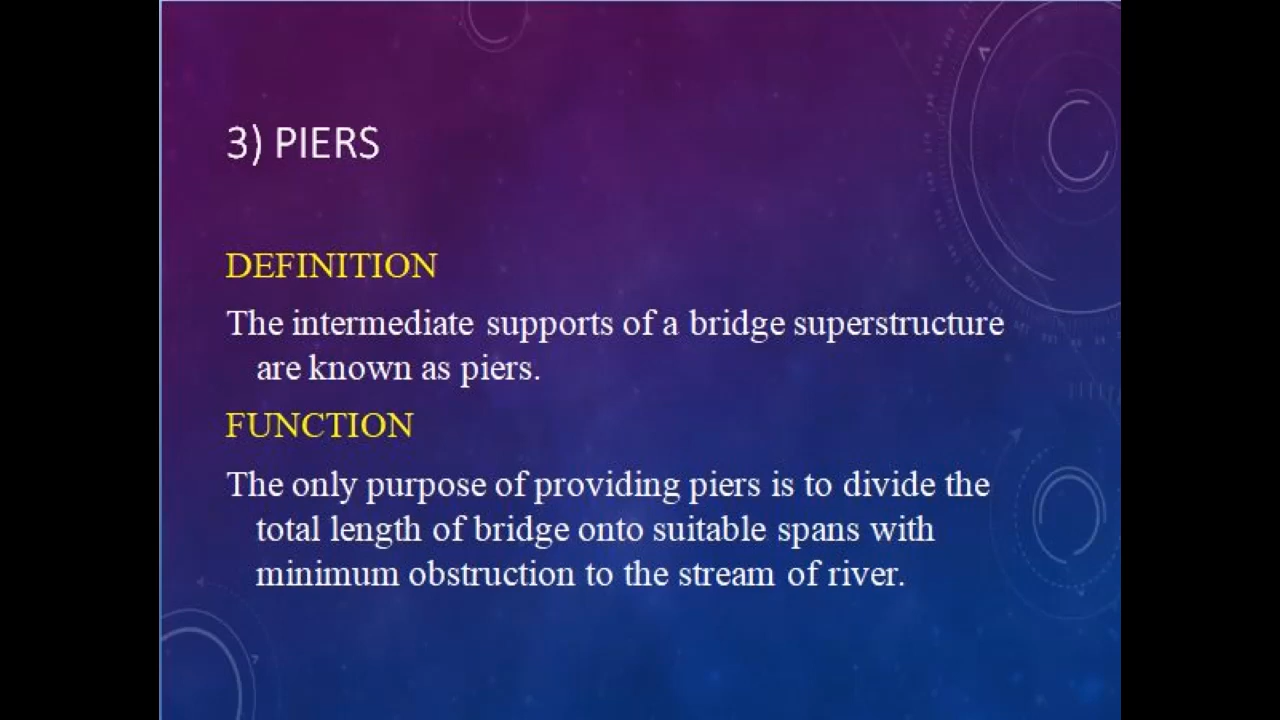 3) PIERS
DEFINITION
The intermediate supports of a bridge superstructure
are known as piers.
FUNCTION
The only purpose of providing piers is to divide the
total length of bridge onto suitable spans with
minimum obstruction to the stream of river.